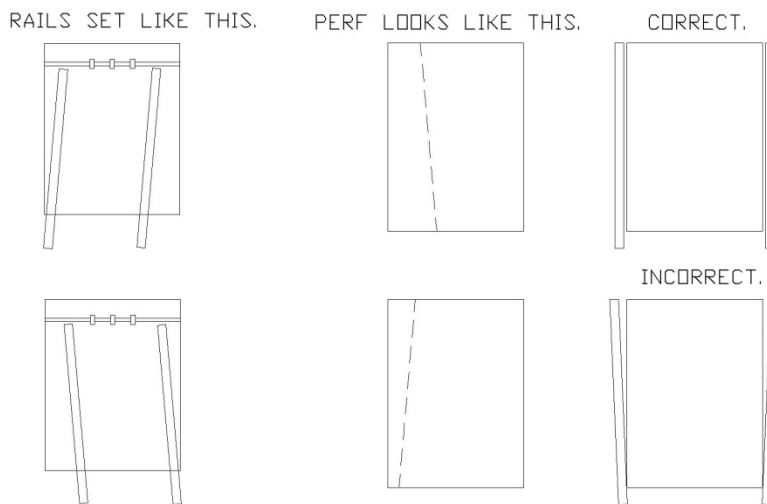 RAILS SET LIKE THIS.
PERF LOOKS LIKE THIS.
CORRECT.
INCORRECT.